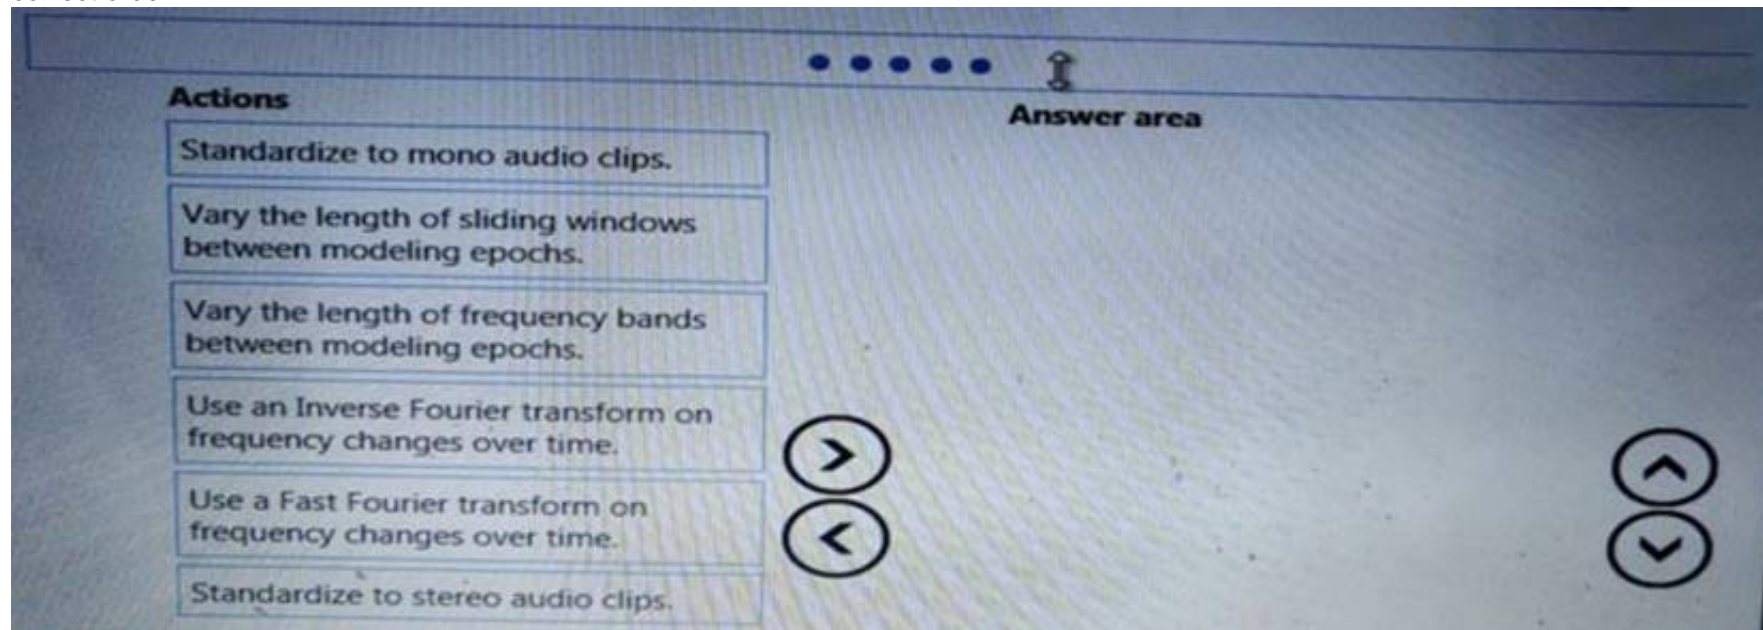 Actions
Answer area
Standardize to mono audio clips.
Vary the length of sliding windows
between modeling epochs.
Vary the length of frequency bands
between modeling epochs.
Use an Inverse Fourier transform on
frequency changes over time.
Use a Fast Fourier transform on
frequency changes over time.
Standardize to stereo audio clips.